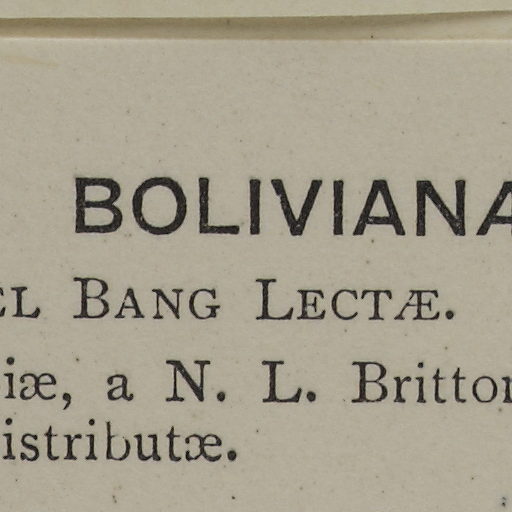 BOLIVIANA
EL BANG LECTÆ.
iæ, a N. L. Britton
istributæ.